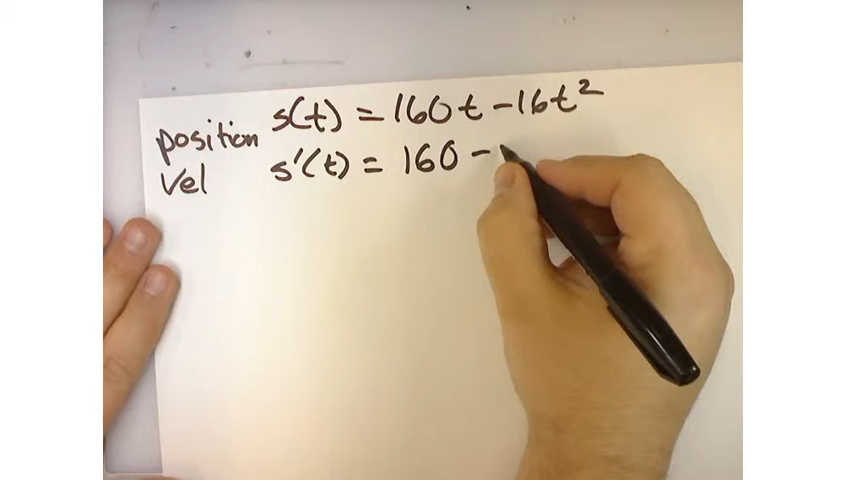 position s(t) = 160t - 16t²
Vel s'(t) = 160 -